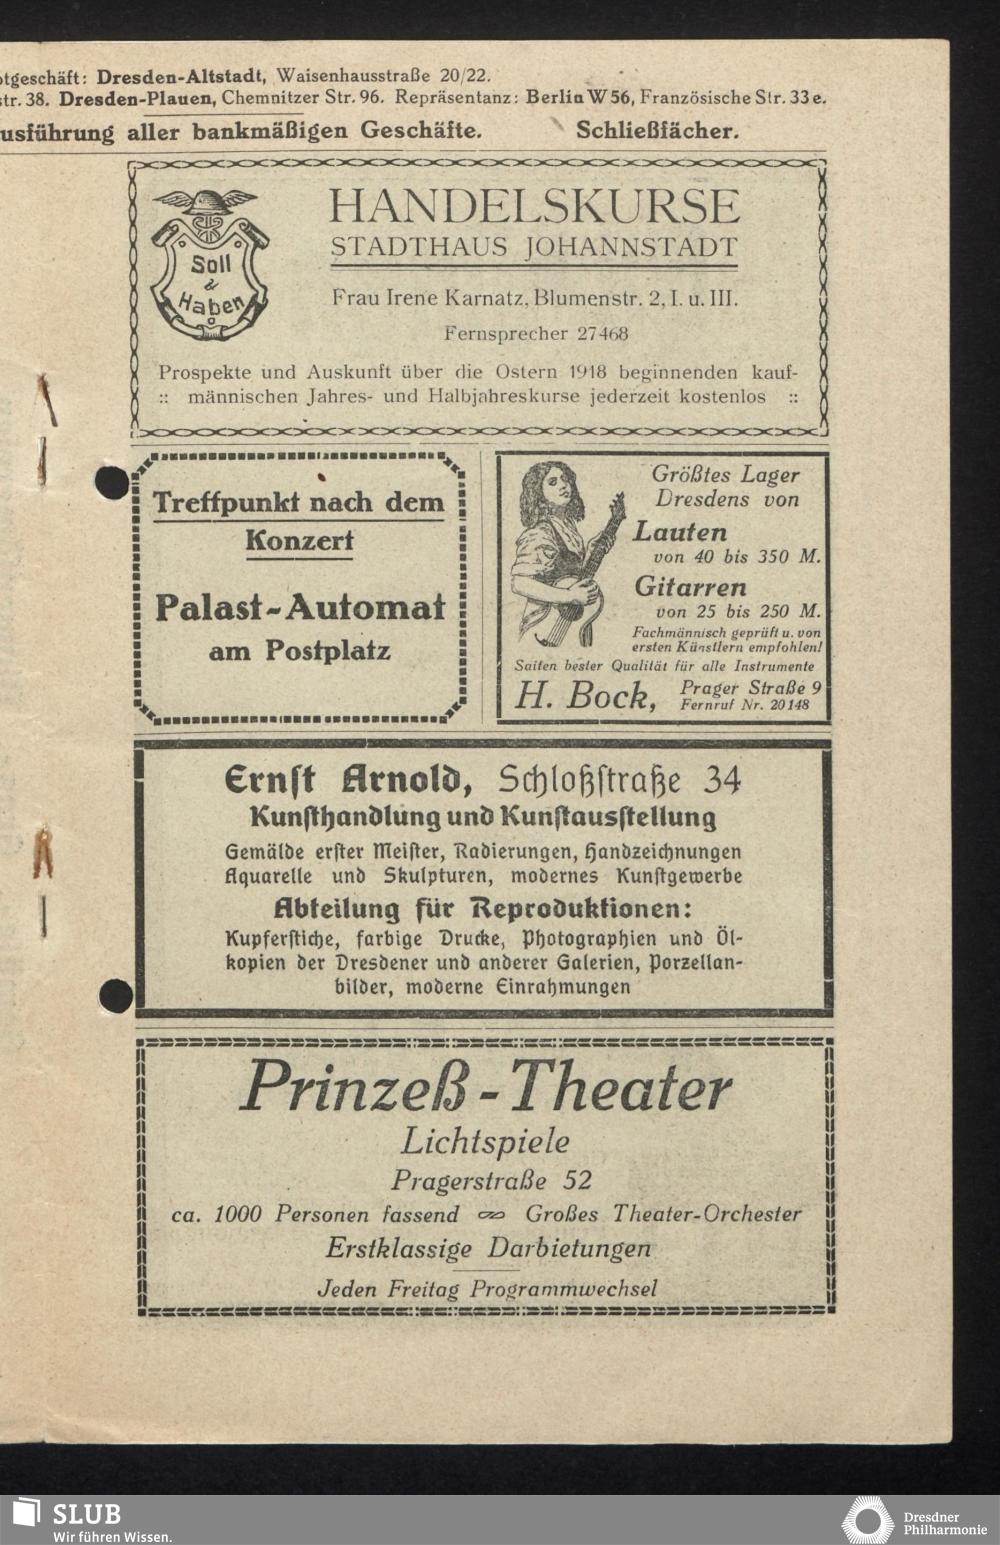 tgeschäft: Dresden-Altstadt, Waisenhausstraße 20/22.
str. 38. Dresden-Plauen, Chemnitzer Str. 96. Repräsentanz: Berlin W 56, Französische Str. 33 e.
usführung aller bankmäßigen Geschäfte. Schließfächer.
Soll
&
Haben
HANDELSKURSE
STADTHAUS JOHANNSTADT
Frau Irene Karnatz, Blumenstr. 2, I. u. III.
Fernsprecher 27468
Prospekte und Auskunft über die Ostern 1918 beginnenden kauf-
:: männischen Jahres- und Halbjahreskurse jederzeit kostenlos ::
Treffpunkt nach dem
Konzert
Palast-Automat
am Postplatz
Größtes Lager
Dresdens von
Lauten
von 40 bis 350 M.
Gitarren
von 25 bis 250 M.
Fachmännisch geprüft u. von
ersten Künstlern empfohlen!
Saiten bester Qualität für alle Instrumente
H. Bock, Prager Straße 9
Fernruf Nr. 20148
Ernſt Arnold, Schloßſtraße 34
Kunſthandlung und Kunſtausſtellung
Gemälde erſter Meiſter, Radierungen, Handzeichnungen
Aquarelle und Skulpturen, modernes Kunſtgewerbe
Abteilung für Reproduktionen:
Kupferſtiche, farbige Drucke, Photographien und Öl-
kopien der Dresdener und anderer Galerien, Porzellan-
bilder, moderne Einrahmungen
Prinzeß-Theater
Lichtspiele
Pragerstraße 52
ca. 1000 Personen fassend Großes Theater-Orchester
Erstklassige Darbietungen
Jeden Freitag Programmwechsel
SLUB
Wir führen Wissen.
Dresdner
Philharmonie